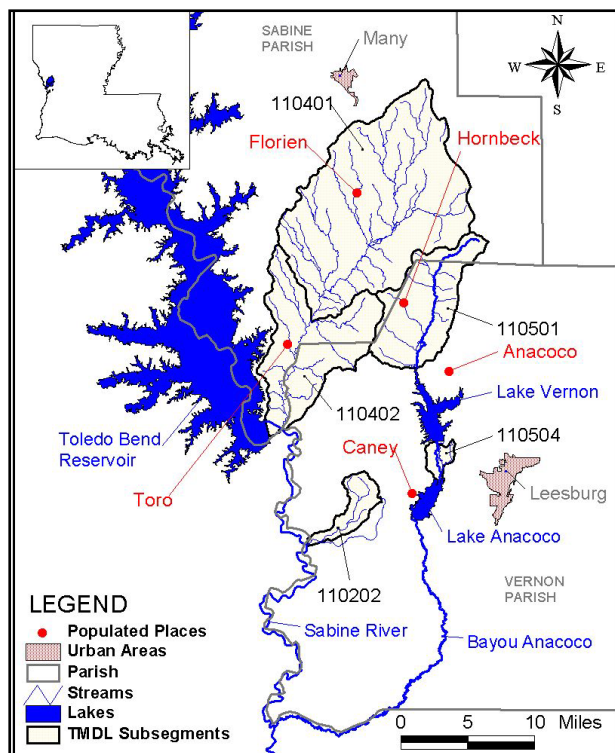 SABINE
PARISH
Many
N
W
E
S
110401
Florien
Hornbeck
110501
Anacoco
Lake Vernon
110402
Toledo Bend
Reservoir
Caney
110504
Toro
Leesburg
Lake Anacoco
110202
VERNON
PARISH
Sabine River
Bayou Anacoco
LEGEND
Populated Places
Urban Areas
Parish
Streams
Lakes
TMDL Subsegments
0 5 10 Miles